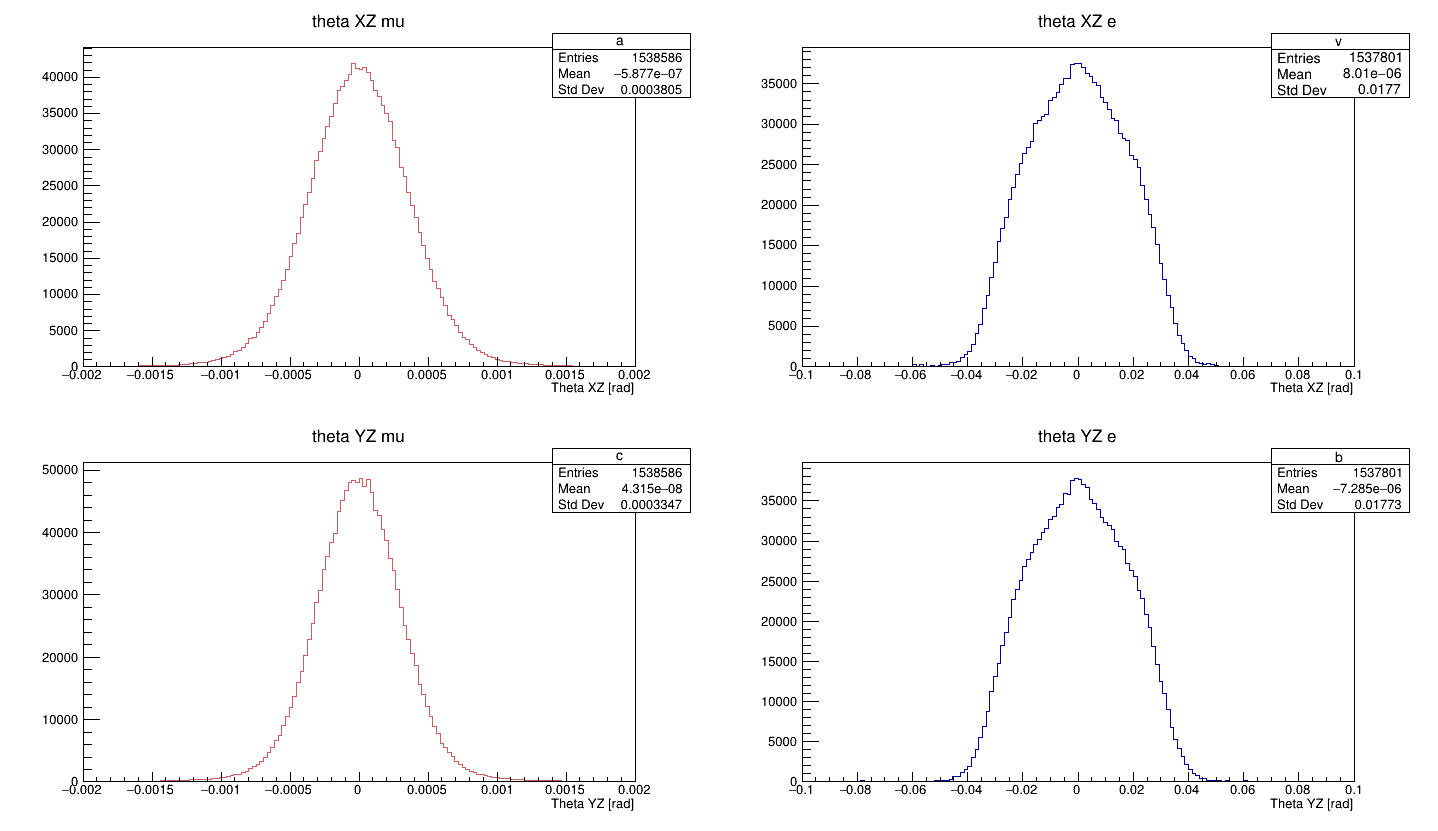 theta XZ mu
a
Entries 1538586
Mean −5.877e−07
Std Dev 0.0003805
40000
35000
30000
25000
20000
15000
10000
5000
0
−0.002 −0.0015 −0.001 −0.0005 0 0.0005 0.001 0.0015 0.002
Theta XZ [rad]
theta XZ e
v
Entries 1537801
Mean 8.01e−06
Std Dev 0.0177
35000
30000
25000
20000
15000
10000
5000
0
−0.1 −0.08 −0.06 −0.04 −0.02 0 0.02 0.04 0.06 0.08 0.1
Theta XZ [rad]
theta YZ mu
c
Entries 1538586
Mean 4.315e−08
Std Dev 0.0003347
50000
40000
30000
20000
10000
0
−0.002 −0.0015 −0.001 −0.0005 0 0.0005 0.001 0.0015 0.002
Theta YZ [rad]
theta YZ e
b
Entries 1537801
Mean −7.285e−06
Std Dev 0.01773
35000
30000
25000
20000
15000
10000
5000
0
−0.1 −0.08 −0.06 −0.04 −0.02 0 0.02 0.04 0.06 0.08 0.1
Theta YZ [rad]